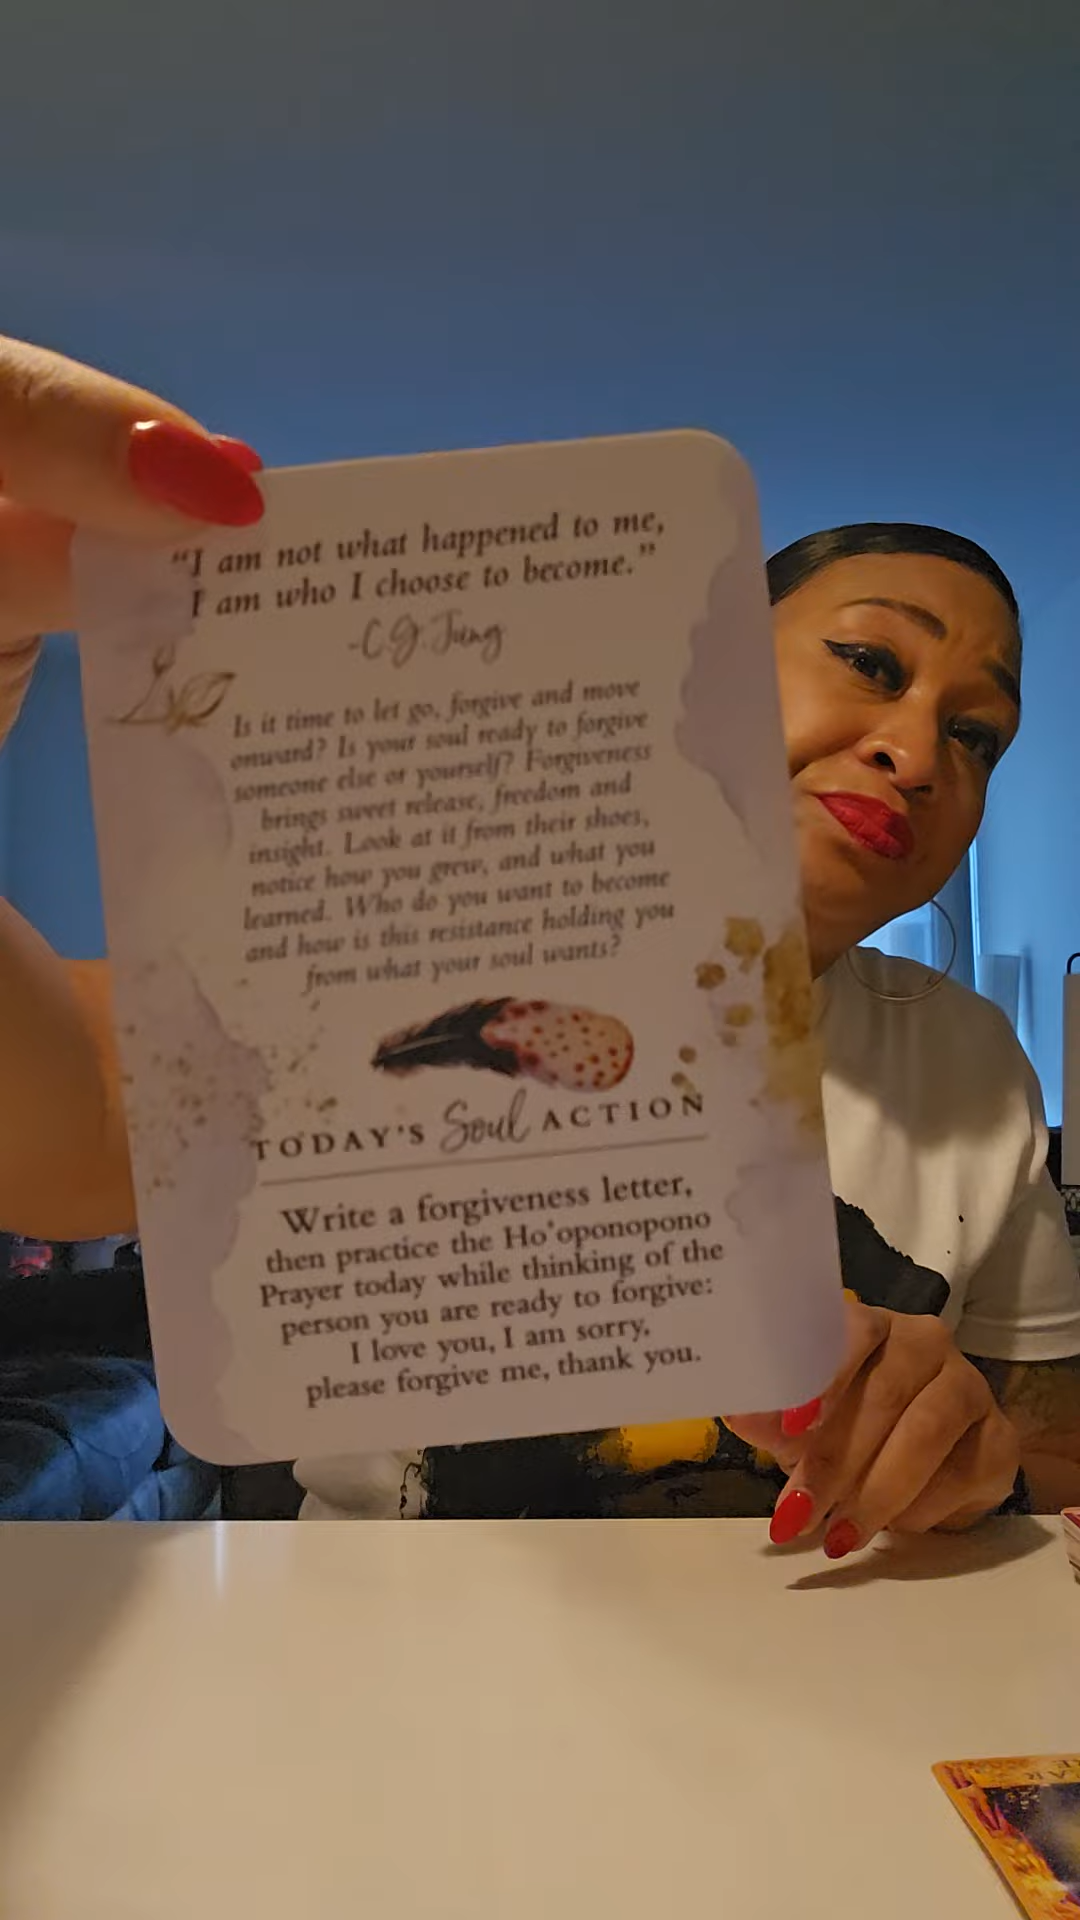 “I am not what happened to me,
I am who I choose to become.”
-C.G. Jung
Is it time to let go, forgive and move
onward? Is your soul ready to forgive
someone else or yourself? Forgiveness
brings sweet release, freedom and
insight. Look at it from their shoes,
notice how you grew, and what you
learned. Who do you want to become
and how is this resistance holding you
from what your soul wants?
TODAY'S Soul ACTION
Write a forgiveness letter,
then practice the Ho'oponopono
Prayer today while thinking of the
person you are ready to forgive:
I love you, I am sorry,
please forgive me, thank you.